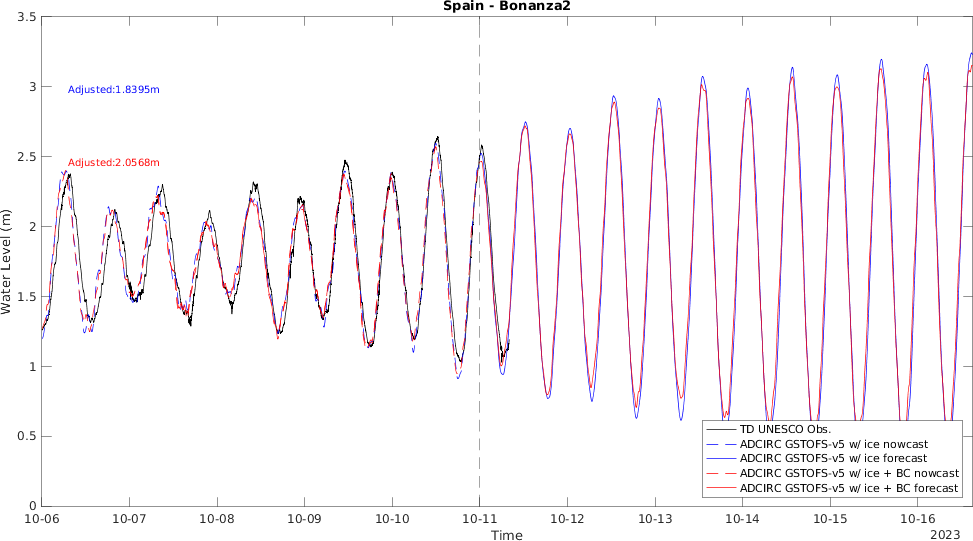 Spain - Bonanza2
3.5
3
2.5
2
1.5
1
0.5
0
Water Level (m)
Adjusted:1.8395m
Adjusted:2.0568m
TD UNESCO Obs.
ADCIRC GSTOFS-v5 w/ ice nowcast
ADCIRC GSTOFS-v5 w/ ice forecast
ADCIRC GSTOFS-v5 w/ ice + BC nowcast
ADCIRC GSTOFS-v5 w/ ice + BC forecast
10-06 10-07 10-08 10-09 10-10 10-11 10-12 10-13 10-14 10-15 10-16
Time
2023